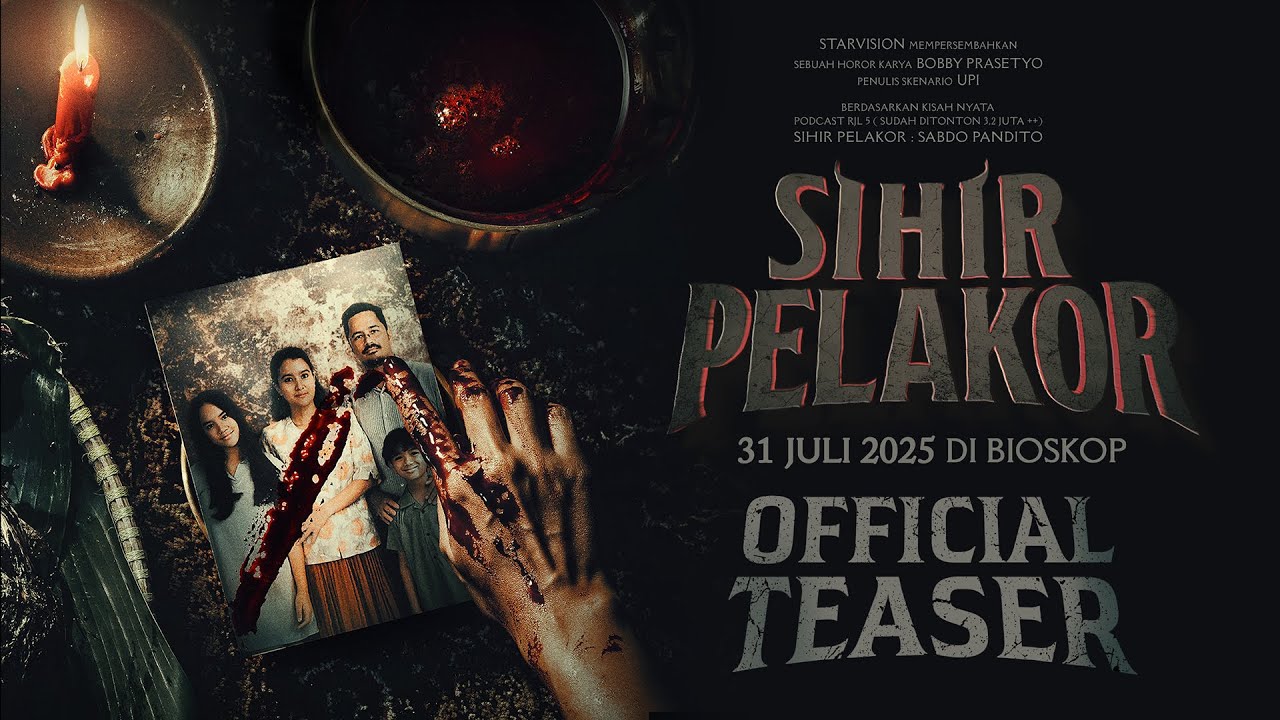 STARVISION MEMPERSEMBAHKAN
SEBUAH HOROR KARYA BOBBY PRASETYO
PENULIS SKENARIO UPI
BERDASARKAN KISAH NYATA
PODCAST RJL 5 ( SUDAH DITONTON 3,2 JUTA ++)
SIHIR PELAKOR : SABDO PANDITO
SIHIR
PELAKOR
31 JULI 2025 DI BIOSKOP
OFFICIAL
TEASER